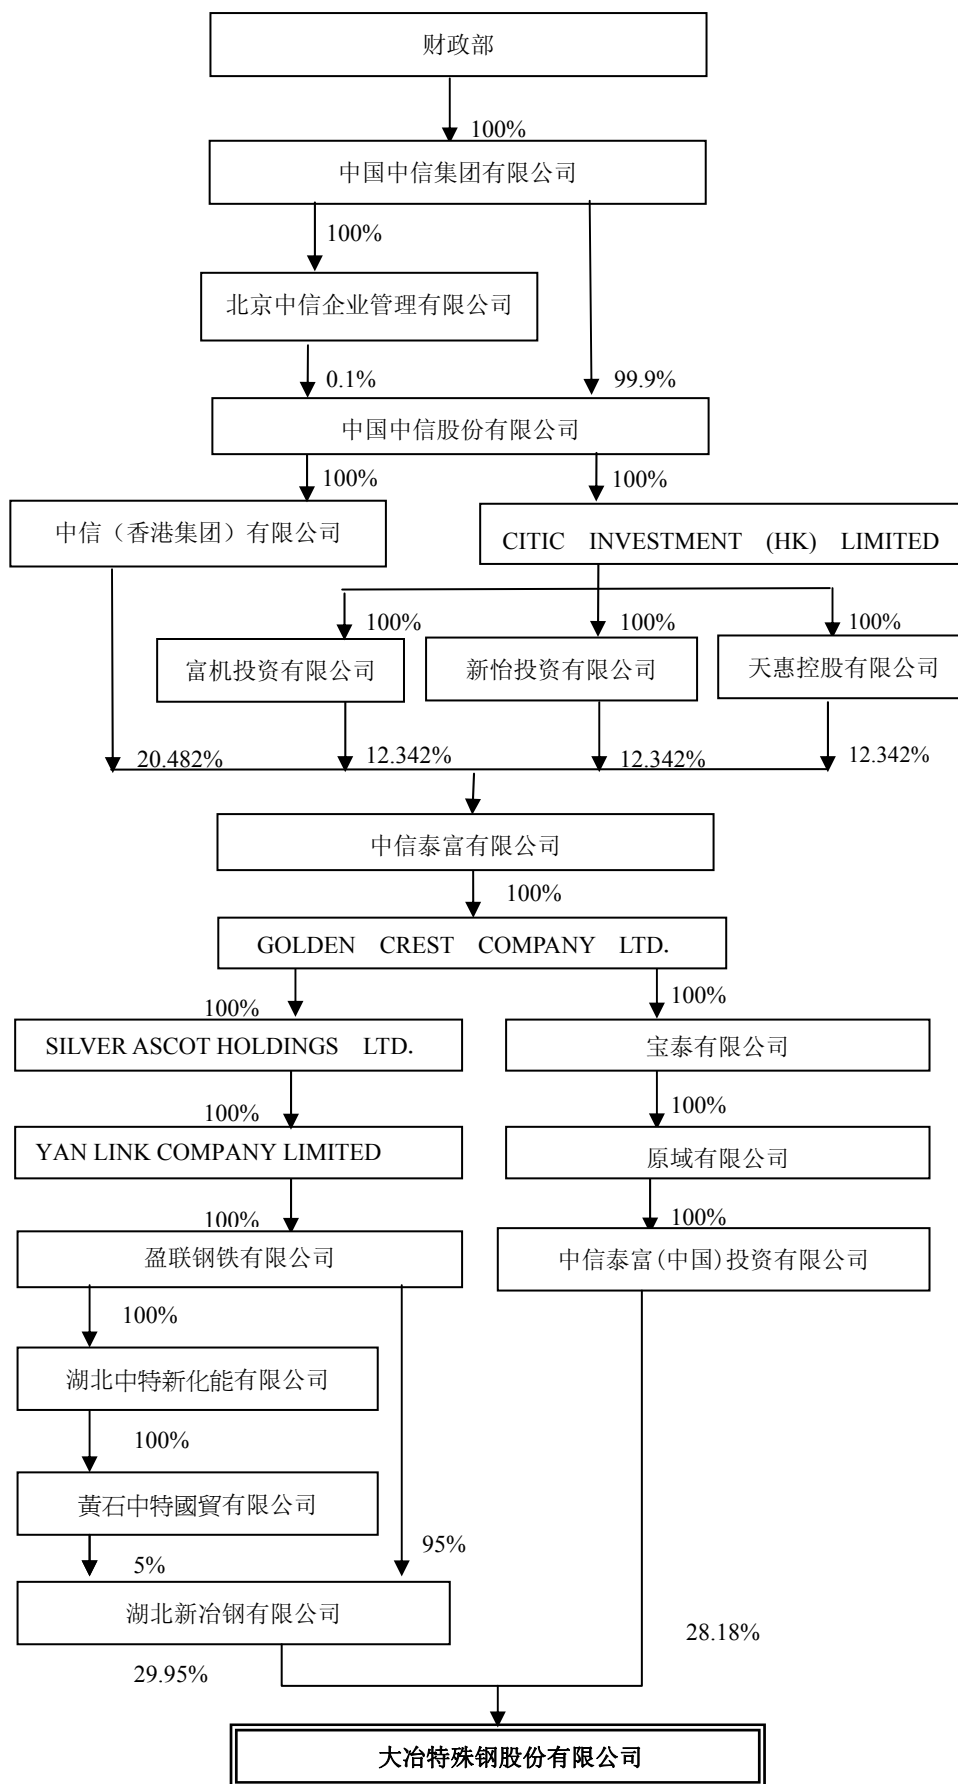 财政部
100%
中国中信集团有限公司
100%
北京中信企业管理有限公司
0.1%
99.9%
中国中信股份有限公司
100%
100%
中信（香港集团）有限公司
CITIC INVESTMENT (HK) LIMITED
100%
100%
100%
富机投资有限公司
新怡投资有限公司
天惠控股有限公司
20.482%
12.342%
12.342%
12.342%
中信泰富有限公司
100%
GOLDEN CREST COMPANY LTD.
100%
100%
SILVER ASCOT HOLDINGS LTD.
宝泰有限公司
100%
100%
YAN LINK COMPANY LIMITED
原域有限公司
100%
100%
盈联钢铁有限公司
中信泰富(中国)投资有限公司
100%
湖北中特新化能有限公司
100%
黃石中特國貿有限公司
95%
5%
湖北新冶钢有限公司
28.18%
29.95%
大冶特殊钢股份有限公司